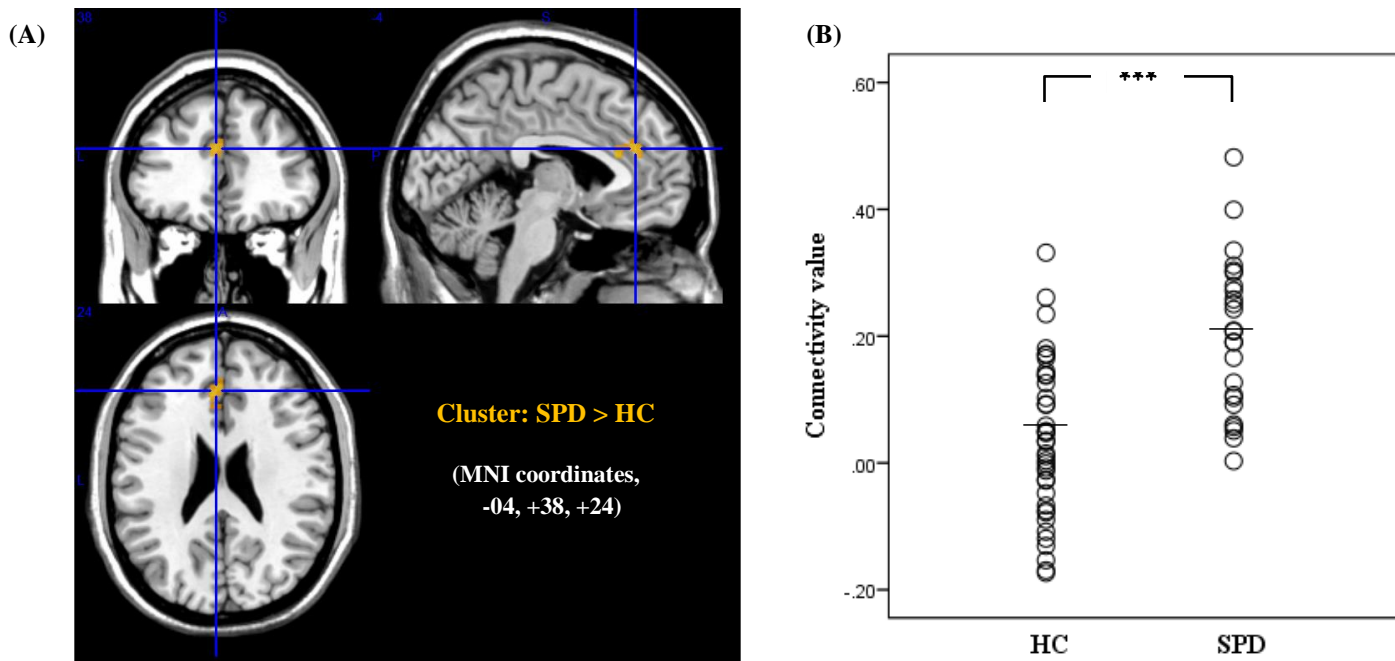 (A)
38
S
-4
S
L
P
24
A
L
Cluster: SPD > HC
(MNI coordinates,
-04, +38, +24)
(B)
***
.60
.40
.20
.00
-.20
Connectivity value
HC
SPD